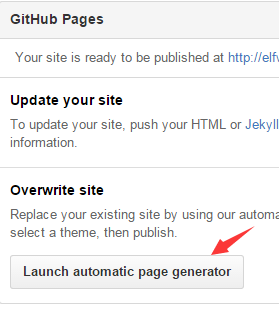 GitHub Pages
Your site is ready to be published at http://elfw
Update your site
To update your site, push your HTML or Jekyll
information.
Overwrite site
Replace your existing site by using our automa
select a theme, then publish.
Launch automatic page generator